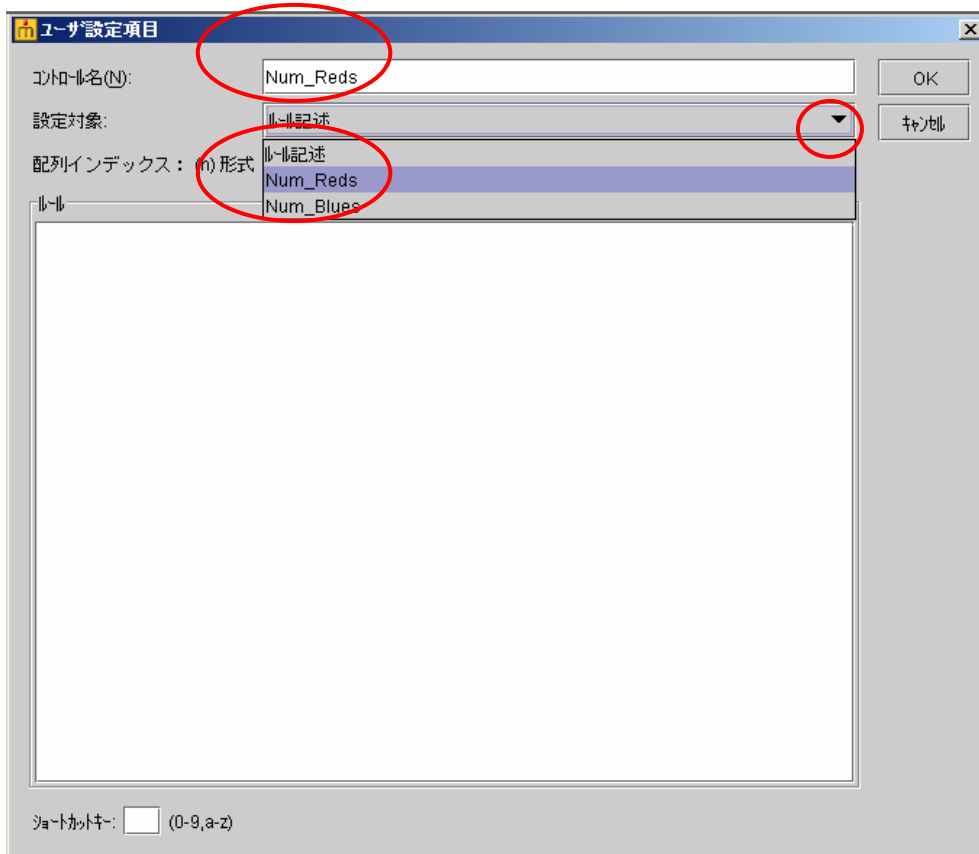 ﾕｰｻﾞ設定項目
ｺﾝﾄﾛｰﾙ名(N):
Num_Reds
OK
設定対象:
ﾙｰﾙ記述
ｷｬﾝｾﾙ
配列インデックス： (n) 形式
ﾙｰﾙ記述
Num_Reds
Num_Blues
ﾙｰﾙ
ｼｮｰﾄｶｯﾄｷｰ: (0-9,a-z)